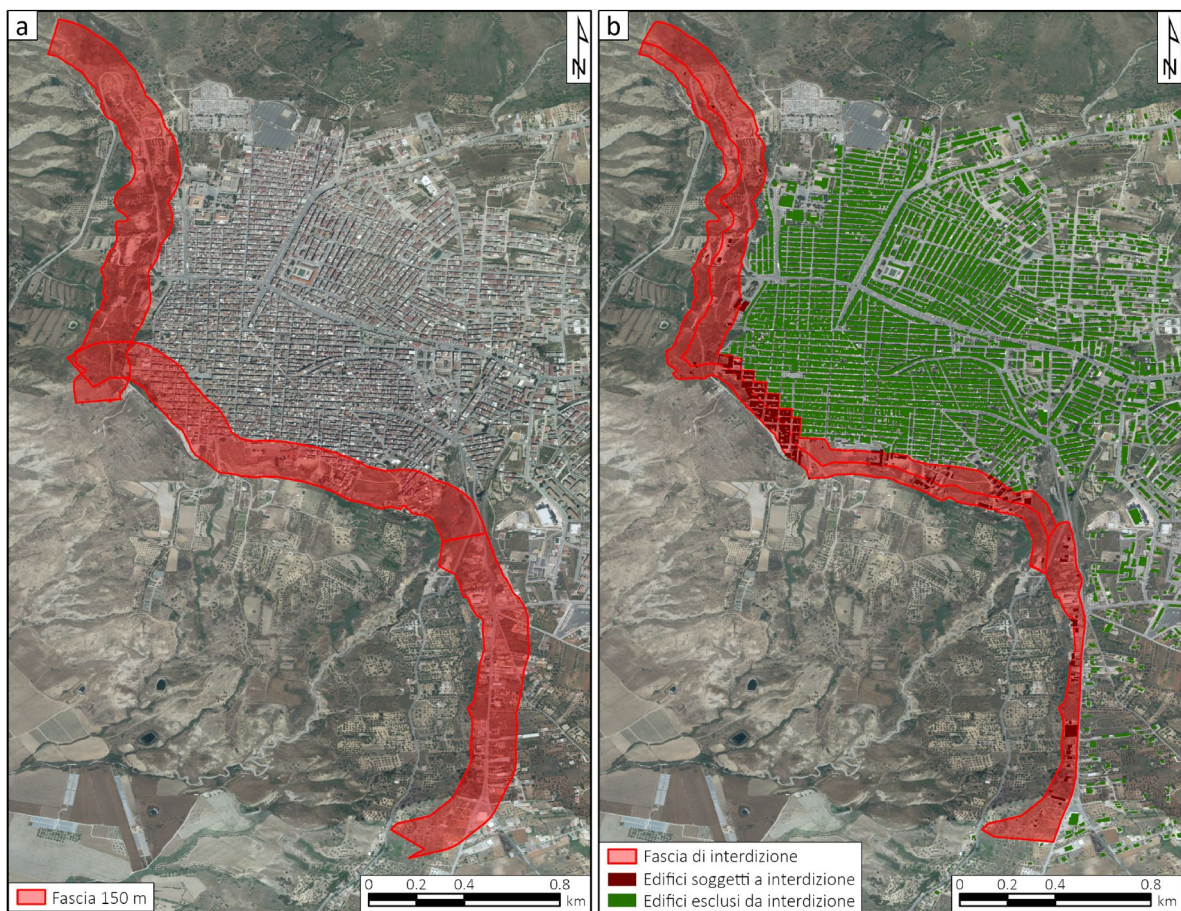 a
N
Fascia 150 m
0 0.2 0.4 0.8
km
b
N
Fascia di interdizione
Edifici soggetti a interdizione
Edifici esclusi da interdizione
0 0.2 0.4 0.8
km